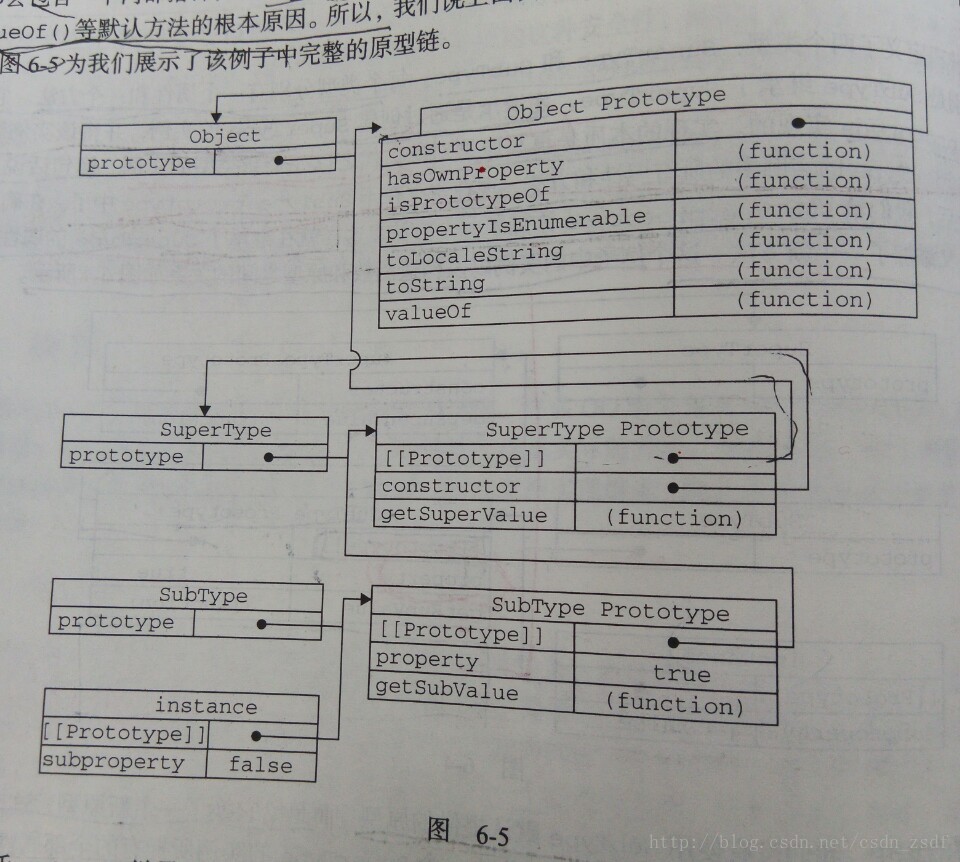 ueOf()等默认方法的根本原因。所以，我们说上
图6-5为我们展示了该例子中完整的原型链。
Object
prototype
Object Prototype
constructor
hasOwnProperty (function)
isPrototypeOf (function)
propertyIsEnumerable (function)
toLocaleString (function)
toString (function)
valueOf (function)
SuperType
prototype
SuperType Prototype
[[Prototype]]
constructor
getSuperValue (function)
SubType
prototype
SubType Prototype
[[Prototype]]
property true
getSubValue (function)
instance
[[Prototype]]
subproperty false
图 6-5
http://blog.csdn.net/csdn_zsdf